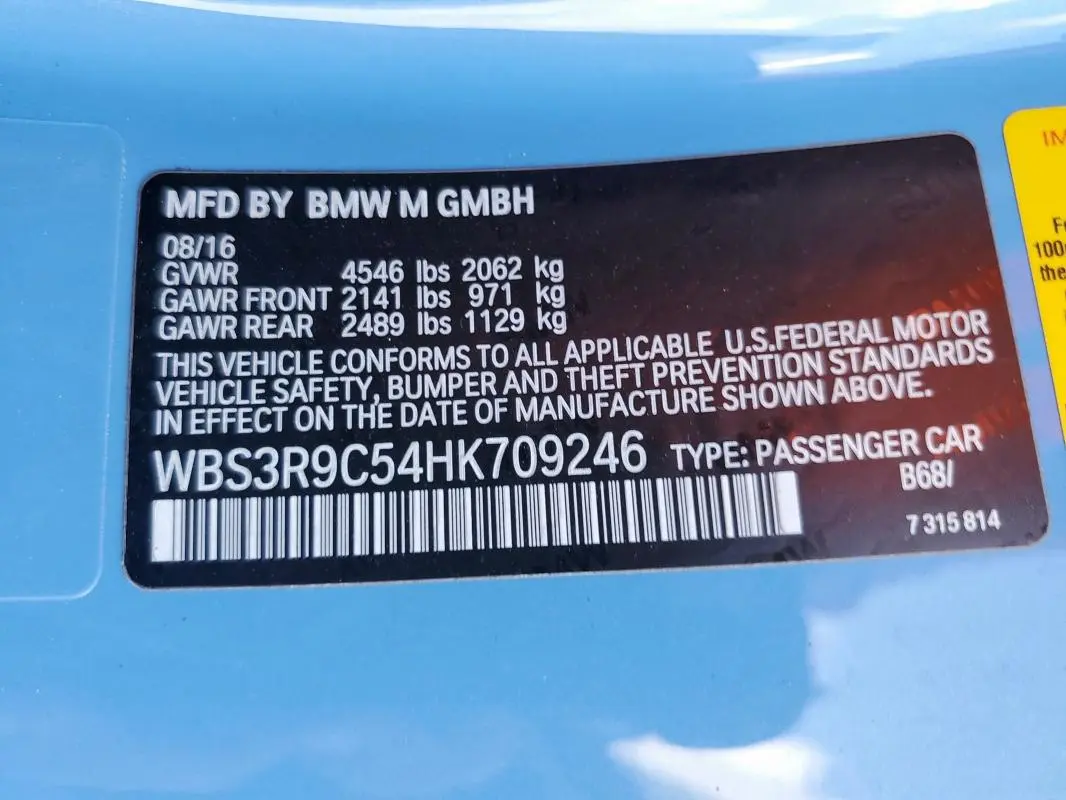 MFD BY BMW M GMBH
08/16
GVWR 4546 lbs 2062 kg
GAWR FRONT 2141 lbs 971 kg
GAWR REAR 2489 lbs 1129 kg
THIS VEHICLE CONFORMS TO ALL APPLICABLE U.S.FEDERAL MOTOR
VEHICLE SAFETY, BUMPER AND THEFT PREVENTION STANDARDS
IN EFFECT ON THE DATE OF MANUFACTURE SHOWN ABOVE.
WBS3R9C54HK709246 TYPE: PASSENGER CAR
B68/
7 315 814